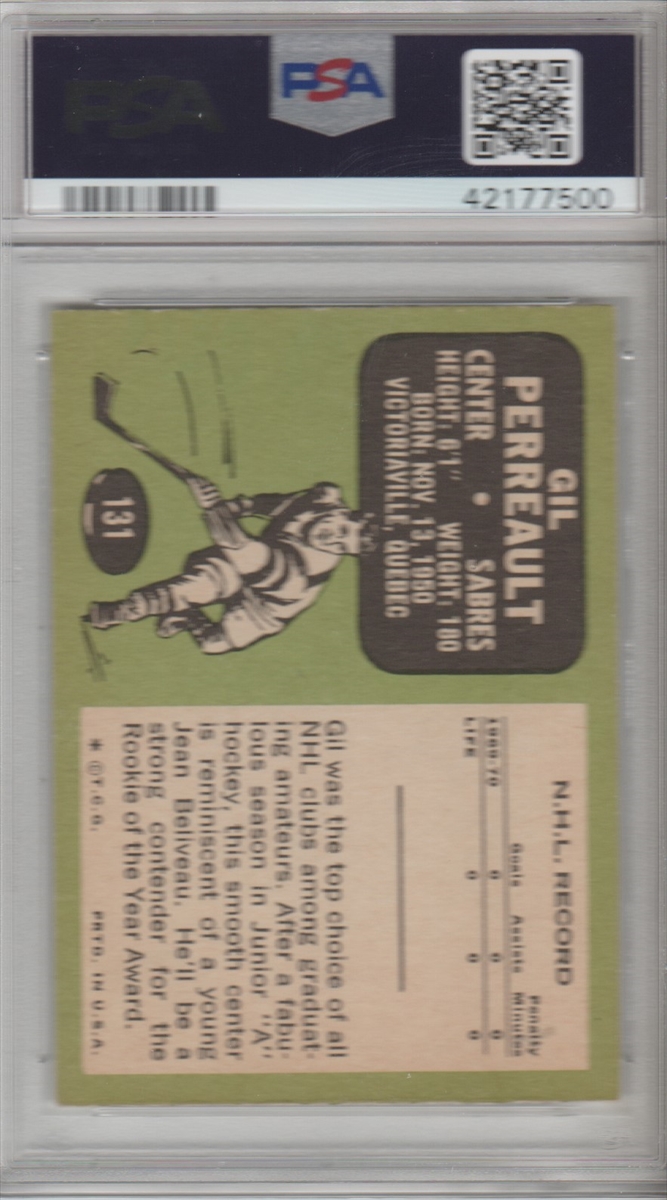 PSA
PSA
42177500
GIL
PERREAULT
CENTER • SABRES
HEIGHT, 6'1" WEIGHT, 180
BORN, NOV. 13, 1950
VICTORIAVILLE, QUEBEC
131
N.H.L. RECORD
Penalty
Goals Assists Minutes
1969-70 0 0 0
LIFE 0 0 0
Gil was the top choice of all
NHL clubs among graduat-
ing amateurs. After a fabu-
lous season in Junior "A"
hockey, this smooth center
is reminiscent of a young
Jean Beliveau. He'll be a
strong contender for the
Rookie of the Year Award.
* ©T.C.G. PRTD. IN U.S.A.